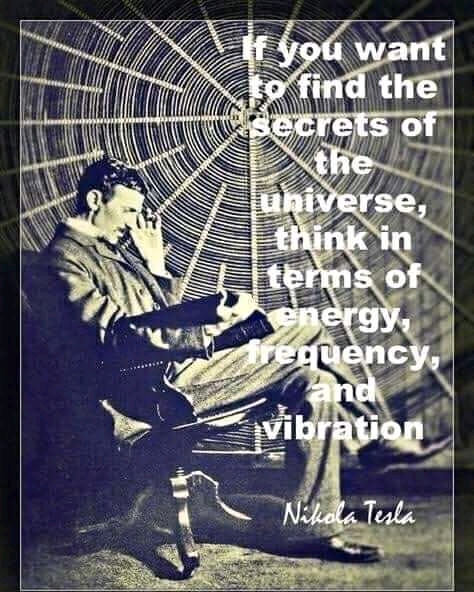 If you want
to find the
secrets of
the
universe,
think in
terms of
energy,
frequency,
and
vibration
Nikola Tesla